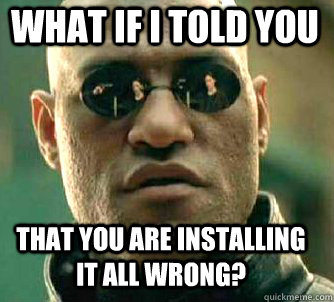 WHAT IF I TOLD YOU
THAT YOU ARE INSTALLING
IT ALL WRONG?
quickmeme.com